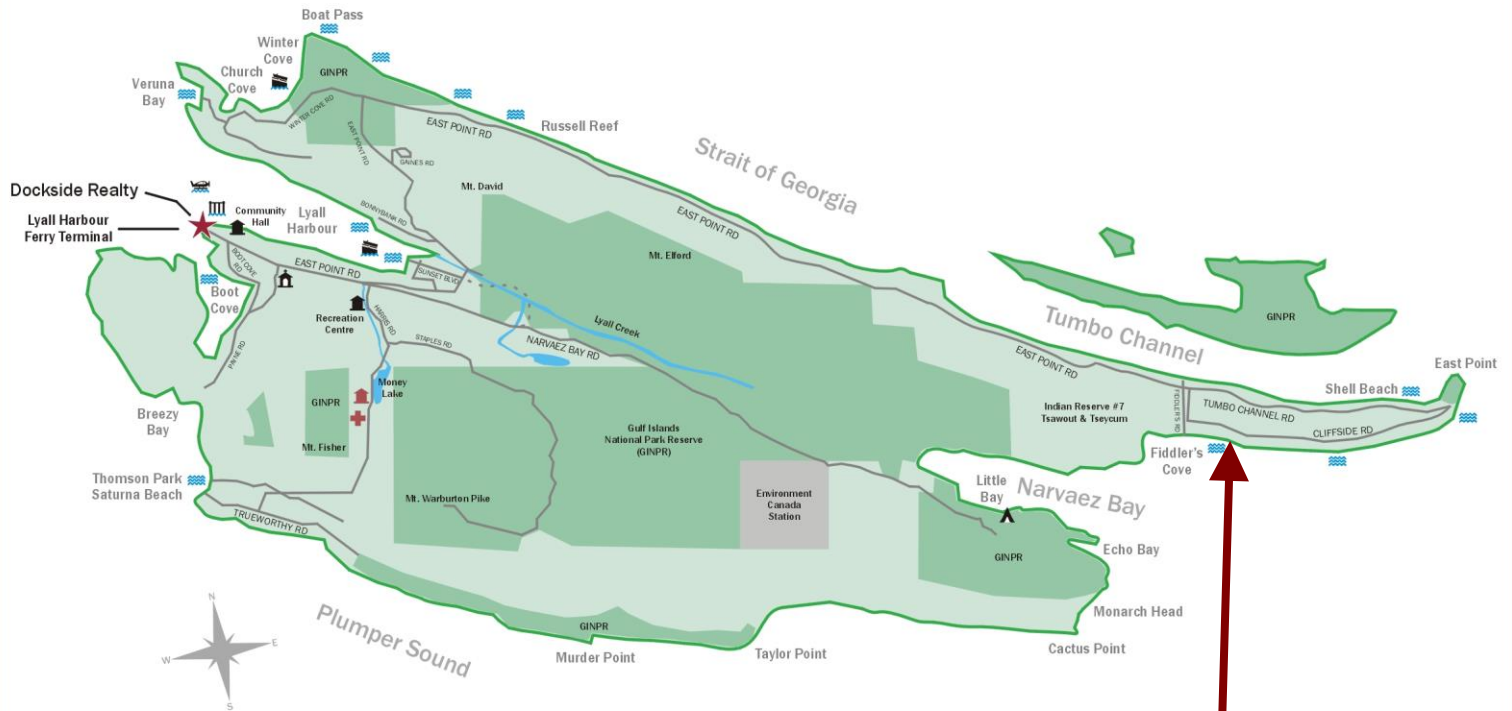 Boat Pass
Winter
Cove
Church
Cove
Veruna
Bay
GINPR
WINTER COVE RD
EAST POINT RD
EAST POINT RD
GAINES RD
Russell Reef
Strait of Georgia
Mt. David
BONNYBANK RD
Dockside Realty
Lyall Harbour
Ferry Terminal
Community
Hall
Lyall
Harbour
EAST POINT RD
Mt. Elford
BOOT COVE
RD
EAST POINT RD
SUNSET BLVD
Boot
Cove
Recreation
Centre
HARRIS RD
STAPLES RD
NARVAEZ BAY RD
Lyall Creek
Tumbo Channel
GINPR
East Point
EAST POINT RD
Shell Beach
PAYNE RD
Money
Lake
GINPR
Mt. Fisher
Breezy
Bay
Gulf Islands
National Park Reserve
(GINPR)
Indian Reserve #7
Tsawout & Tseycum
FIDDLER'S RD
TUMBO CHANNEL RD
CLIFFSIDE RD
Fiddler's
Cove
Thomson Park
Saturna Beach
Mt. Warburton Pike
Environment
Canada
Station
Little
Bay
Narvaez Bay
TRUEWORTHY RD
GINPR
Echo Bay
Monarch Head
Plumper Sound
GINPR
Murder Point
Taylor Point
Cactus Point
N
W
E
S